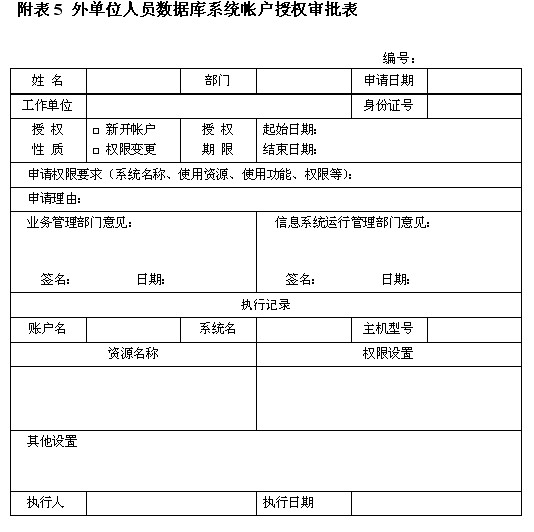 附表5 外单位人员数据库系统帐户授权审批表
编号：
姓 名 部门 申请日期
工作单位 身份证号
授 权 □ 新开帐户 授 权 起始日期:
性 质 □ 权限变更 期 限 结束日期:
申请权限要求（系统名称、使用资源、使用功能、权限等）:
申请理由:
业务管理部门意见: 信息系统运行管理部门意见:
签名: 日期: 签名: 日期:
执行记录
账户名 系统名 主机型号
资源名称 权限设置
其他设置
执行人 执行日期